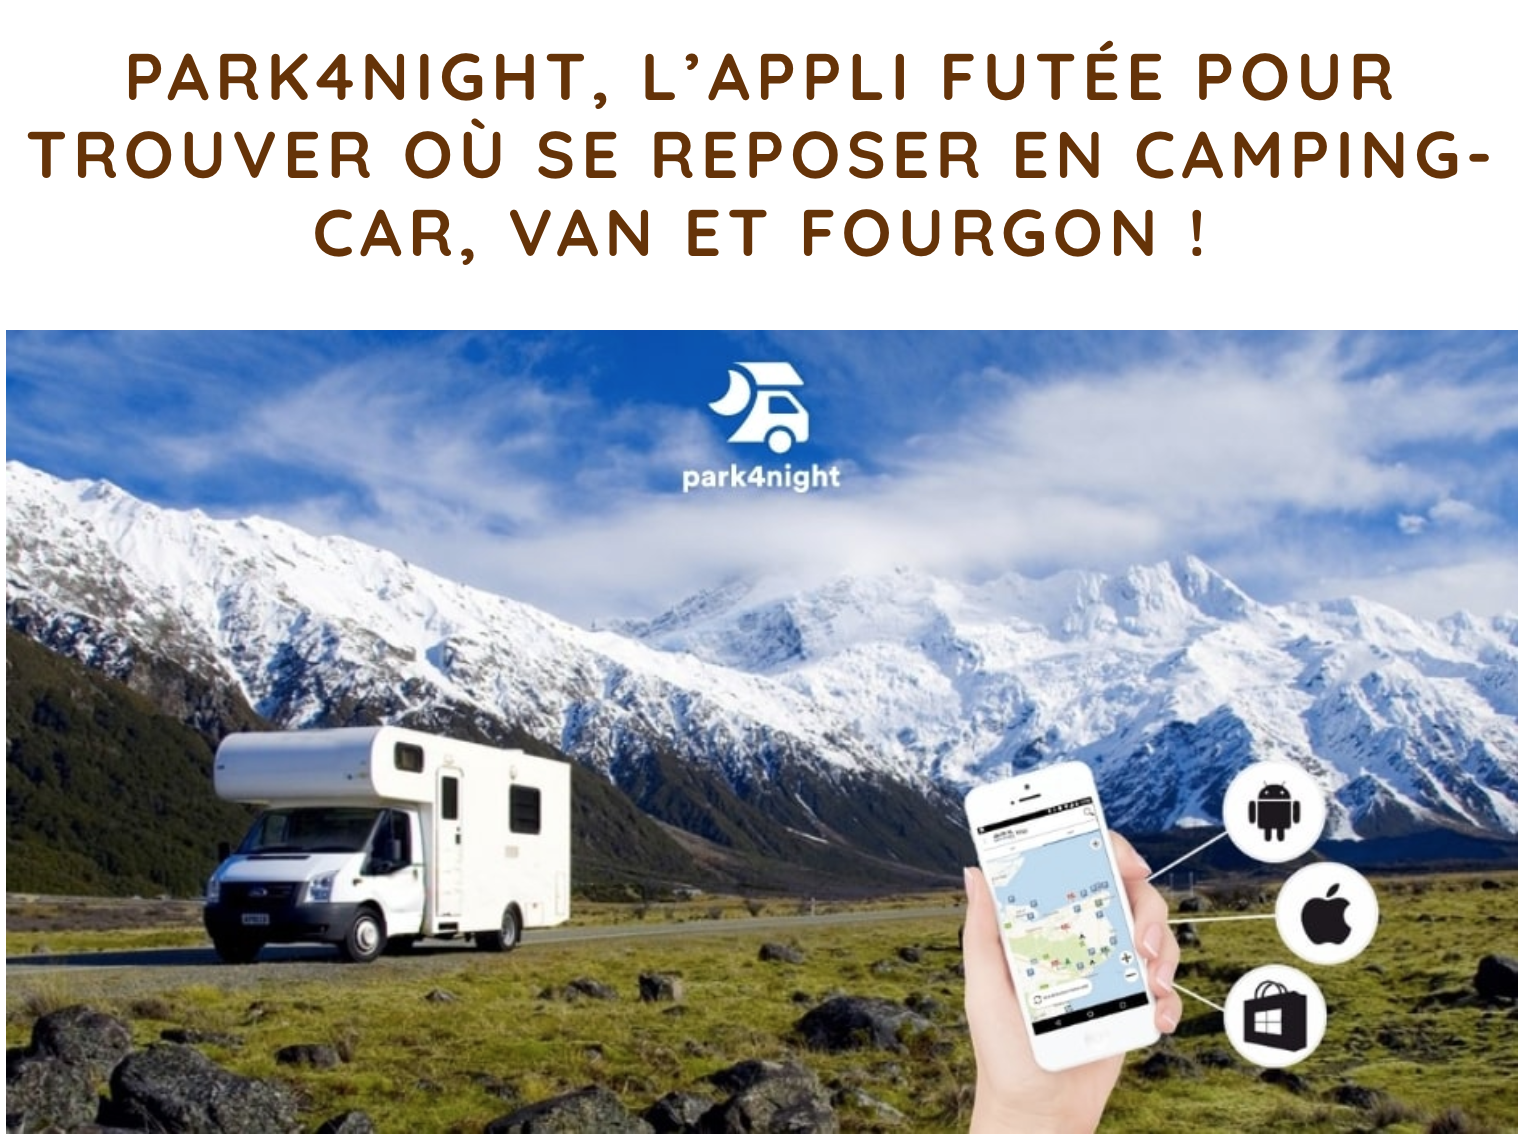 PARK4NIGHT, L’APPLI FUTÉE POUR
TROUVER OÙ SE REPOSER EN CAMPING-
CAR, VAN ET FOURGON !
park4night